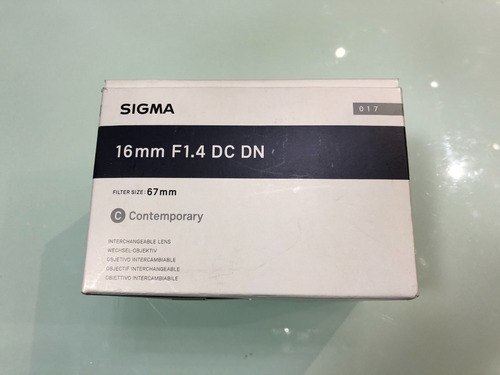 SIGMA
017
16mm F1.4 DC DN
FILTER SIZE: 67mm
C Contemporary
INTERCHANGEABLE LENS
WECHSEL-OBJEKTIV
OBJETIVO INTERCAMBIABLE
OBJECTIF INTERCHANGEABLE
OBIETTIVO INTERCAMBIABILE